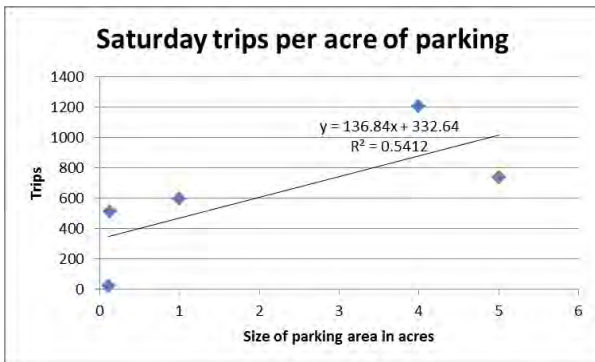 Saturday trips per acre of parking
1400
1200
1000
800
600
400
200
0
Trips
y = 136.84x + 332.64
R² = 0.5412
0 1 2 3 4 5 6
Size of parking area in acres